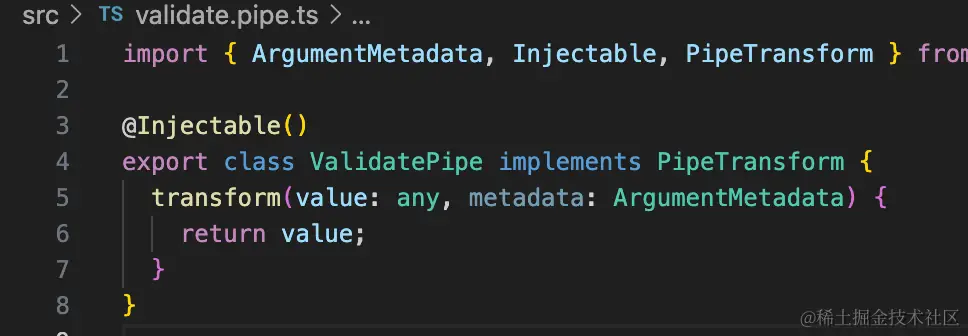 src > TS validate.pipe.ts > ...
1 import { ArgumentMetadata, Injectable, PipeTransform } from
2
3 @Injectable()
4 export class ValidatePipe implements PipeTransform {
5 transform(value: any, metadata: ArgumentMetadata) {
6 return value;
7 }
8 }
@稀土掘金技术社区